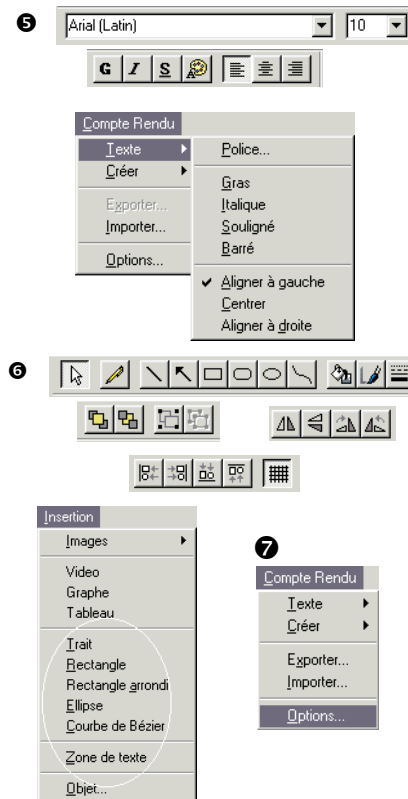 ❺
Arial (Latin) 10
G I S
Compte Rendu
Texte
Créer
Exporter...
Importer...
Options...
Police...
Gras
Italique
Souligné
Barré
Aligner à gauche
Centrer
Aligner à droite
❻
Insertion
Images
Video
Graphe
Tableau
Trait
Rectangle
Rectangle arrondi
Ellipse
Courbe de Bézier
Zone de texte
Objet...
❼
Compte Rendu
Texte
Créer
Exporter...
Importer...
Options...